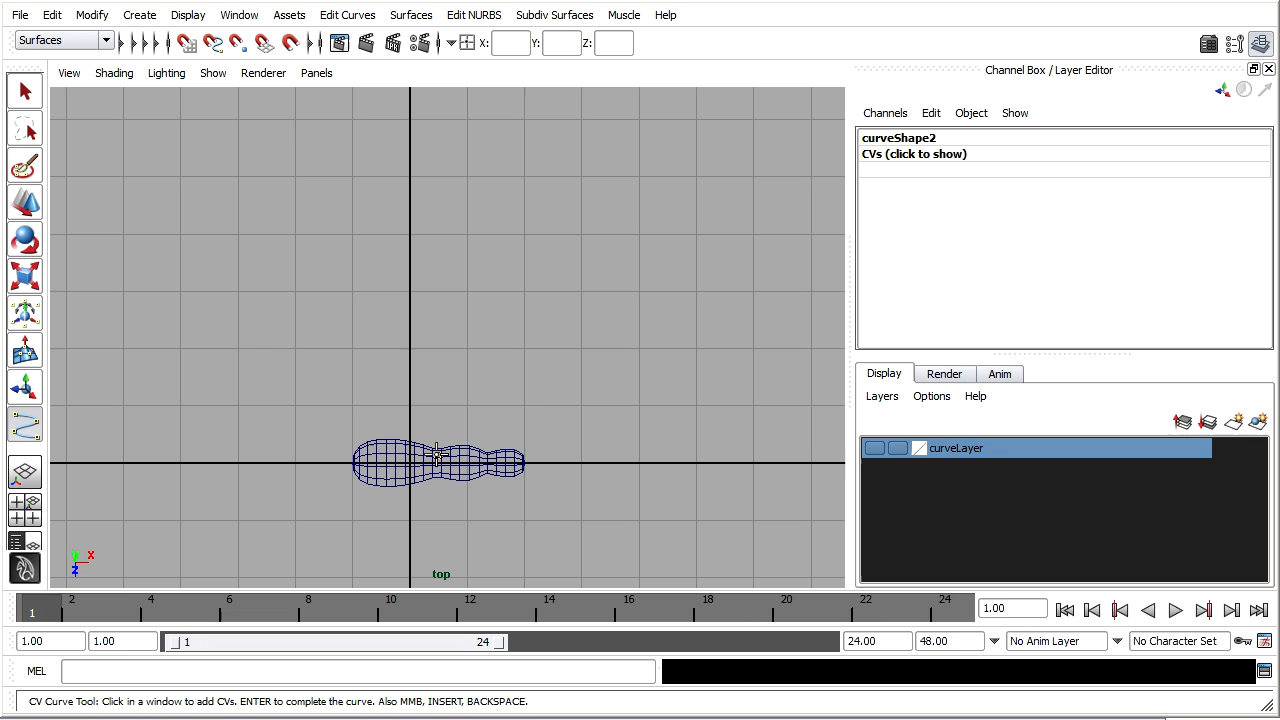 File Edit Modify Create Display Window Assets Edit Curves Surfaces Edit NURBS Subdiv Surfaces Muscle Help
Surfaces X: Y: Z:
View Shading Lighting Show Renderer Panels
Channel Box / Layer Editor
Channels Edit Object Show
curveShape2
CVs (click to show)
Display Render Anim
Layers Options Help
curveLayer
y x
z
top
1 2 4 6 8 10 12 14 16 18 20 22 24 1.00
1.00 1.00 1 24 24.00 48.00 No Anim Layer No Character Set
MEL
CV Curve Tool: Click in a window to add CVs. ENTER to complete the curve. Also MMB, INSERT, BACKSPACE.